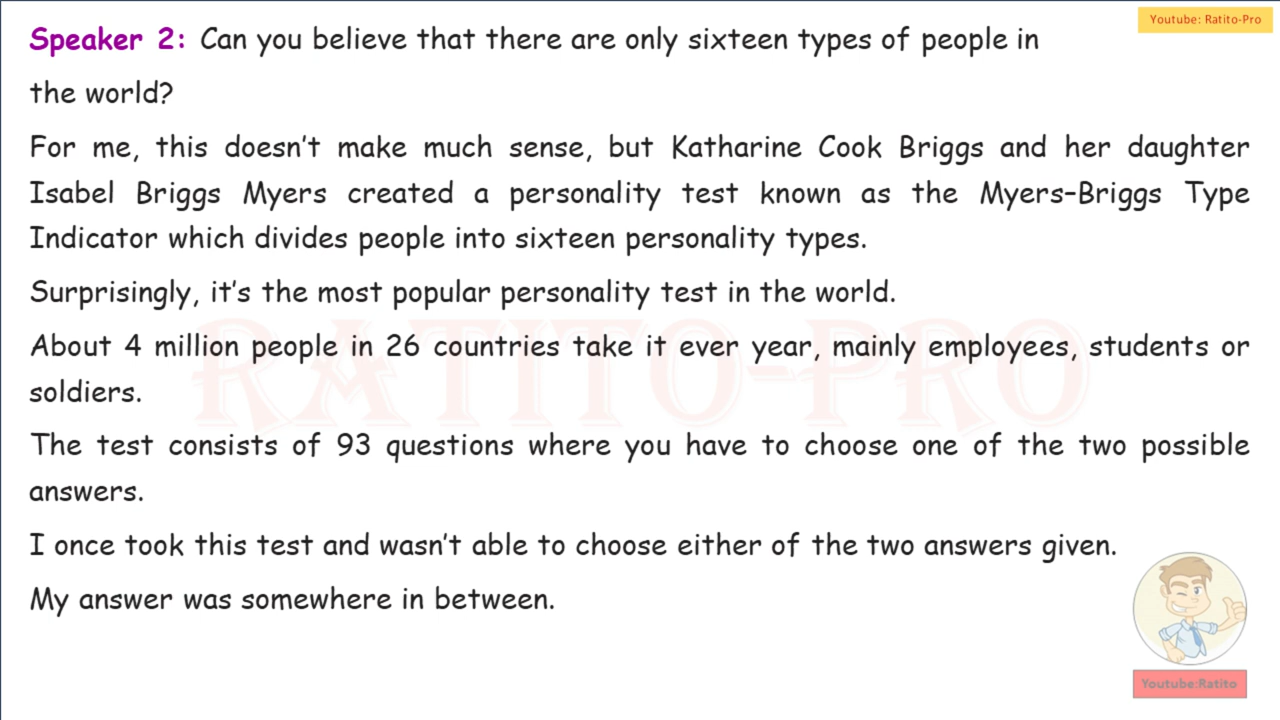 Youtube: Ratito-Pro
Speaker 2: Can you believe that there are only sixteen types of people in
the world?
For me, this doesn't make much sense, but Katharine Cook Briggs and her daughter
Isabel Briggs Myers created a personality test known as the Myers–Briggs Type
Indicator which divides people into sixteen personality types.
Surprisingly, it's the most popular personality test in the world.
About 4 million people in 26 countries take it ever year, mainly employees, students or
soldiers.
RATITO-PRO
The test consists of 93 questions where you have to choose one of the two possible
answers.
I once took this test and wasn't able to choose either of the two answers given.
My answer was somewhere in between.
Youtube:Ratito